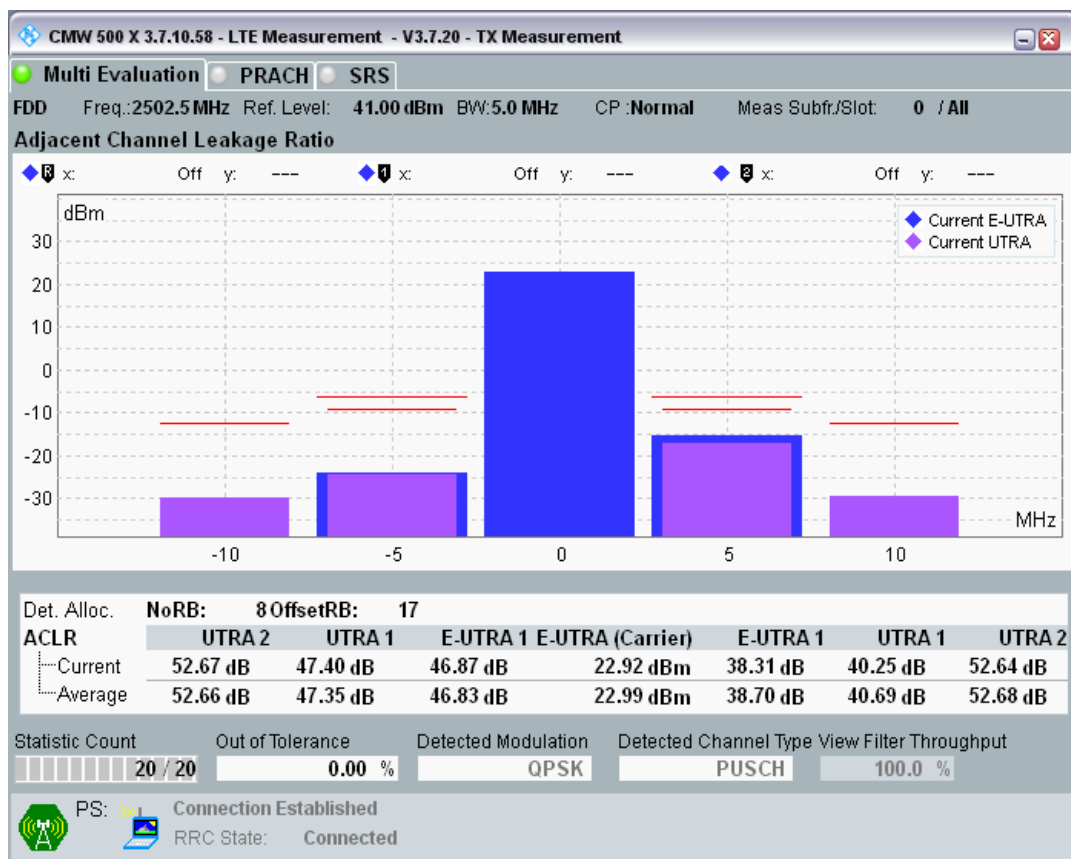 CMW 500 X 3.7.10.58 - LTE Measurement - V3.7.20 - TX Measurement
Multi Evaluation PRACH SRS
FDD Freq.:2502.5 MHz Ref. Level: 41.00 dBm BW:5.0 MHz CP :Normal Meas Subfr./Slot: 0 / All
Adjacent Channel Leakage Ratio
R x: Off y: --- 1 x: Off y: --- 2 x: Off y: ---
dBm
Current E-UTRA
Current UTRA
30
20
10
0
-10
-20
-30
MHz
-10 -5 0 5 10
Det. Alloc. NoRB: 8 OffsetRB: 17
ACLR UTRA 2 UTRA 1 E-UTRA 1 E-UTRA (Carrier) E-UTRA 1 UTRA 1 UTRA 2
Current 52.67 dB 47.40 dB 46.87 dB 22.92 dBm 38.31 dB 40.25 dB 52.64 dB
Average 52.66 dB 47.35 dB 46.83 dB 22.99 dBm 38.70 dB 40.69 dB 52.68 dB
Statistic Count Out of Tolerance Detected Modulation Detected Channel Type View Filter Throughput
20 / 20 0.00 % QPSK PUSCH 100.0 %
PS: Connection Established
RRC State: Connected